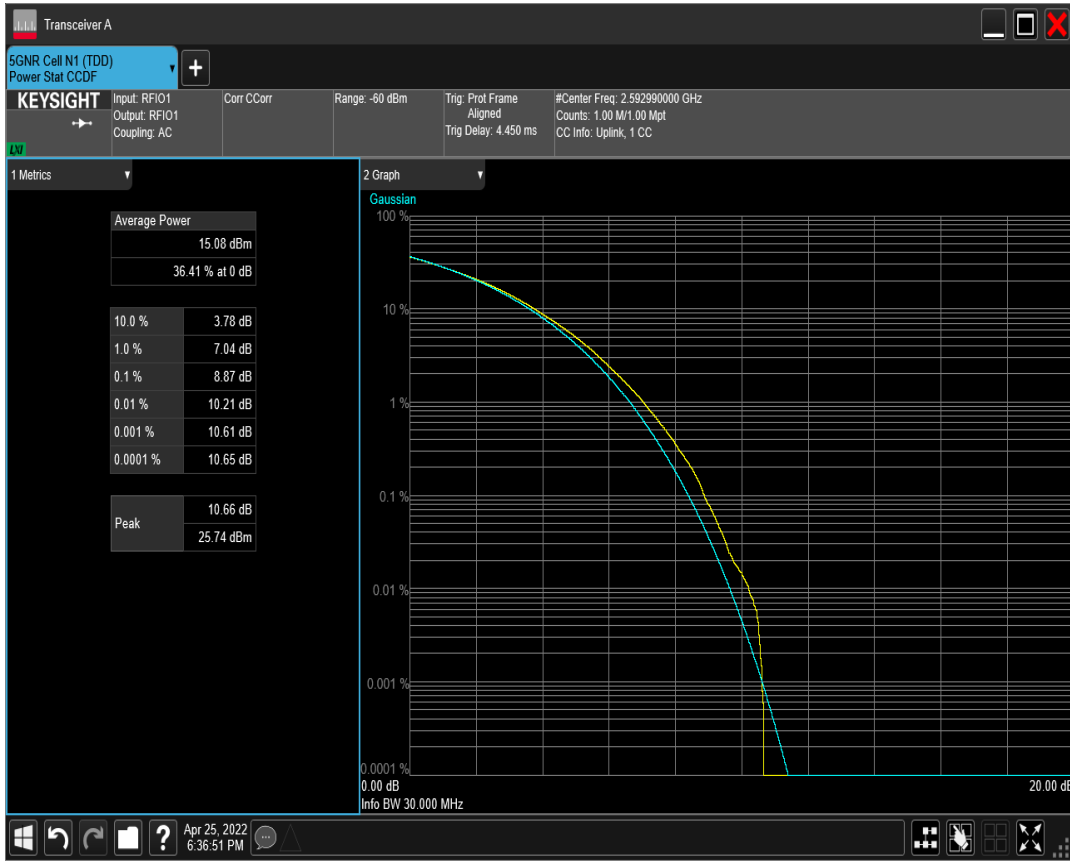 Transceiver A
5GNR Cell N1 (TDD)
Power Stat CCDF
+
KEYSIGHT
LXI
Input: RFIO1
Output: RFIO1
Coupling: AC
Corr CCorr
Range: -60 dBm
Trig: Prot Frame
Aligned
Trig Delay: 4.450 ms
#Center Freq: 2.592990000 GHz
Counts: 1.00 M/1.00 Mpt
CC Info: Uplink, 1 CC
1 Metrics
Average Power
15.08 dBm
36.41 % at 0 dB
10.0 % 3.78 dB
1.0 % 7.04 dB
0.1 % 8.87 dB
0.01 % 10.21 dB
0.001 % 10.61 dB
0.0001 % 10.65 dB
Peak
10.66 dB
25.74 dBm
2 Graph
Gaussian
100 %
10 %
1 %
0.1 %
0.01 %
0.001 %
0.0001 %
0.00 dB 20.00 dB
Info BW 30.000 MHz
? Apr 25, 2022
6:36:51 PM